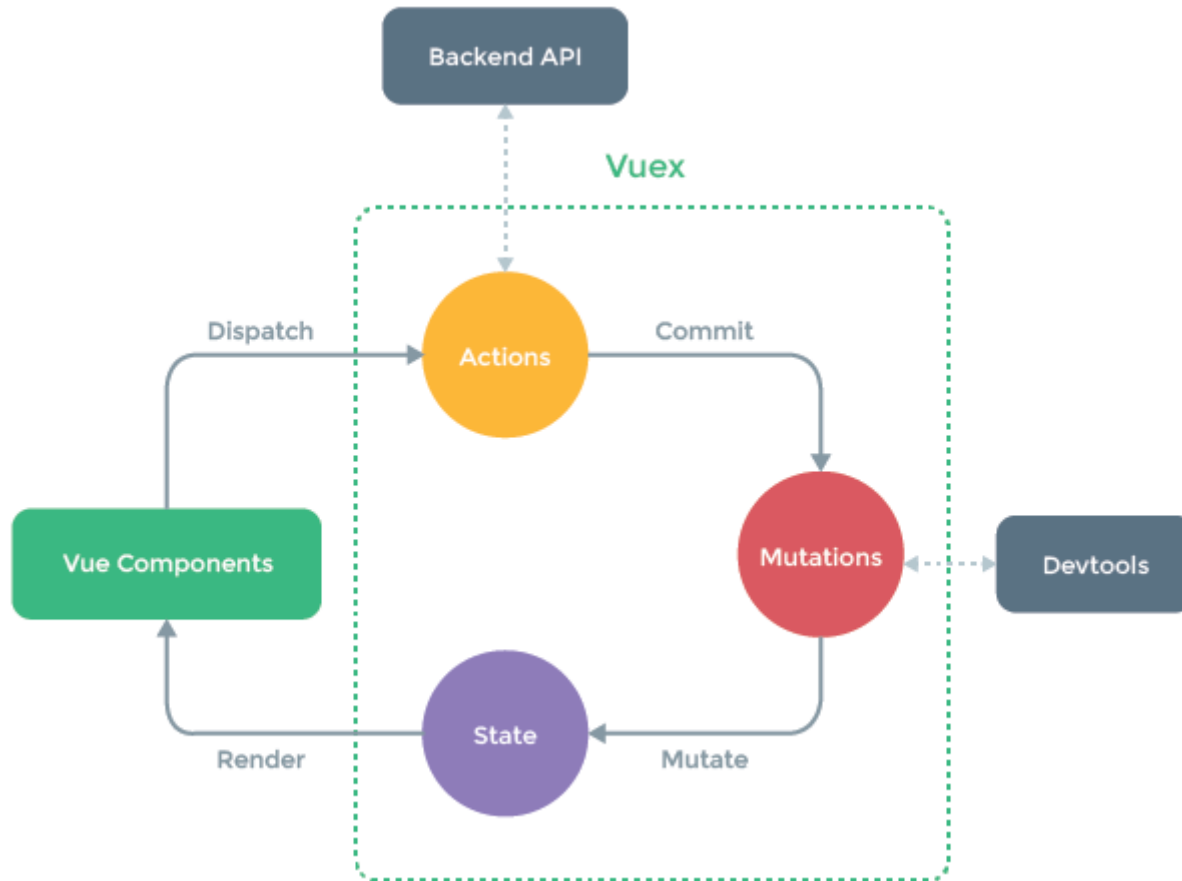 Backend API
Vuex
Dispatch
Commit
Actions
Mutations
Vue Components
Devtools
State
Render
Mutate